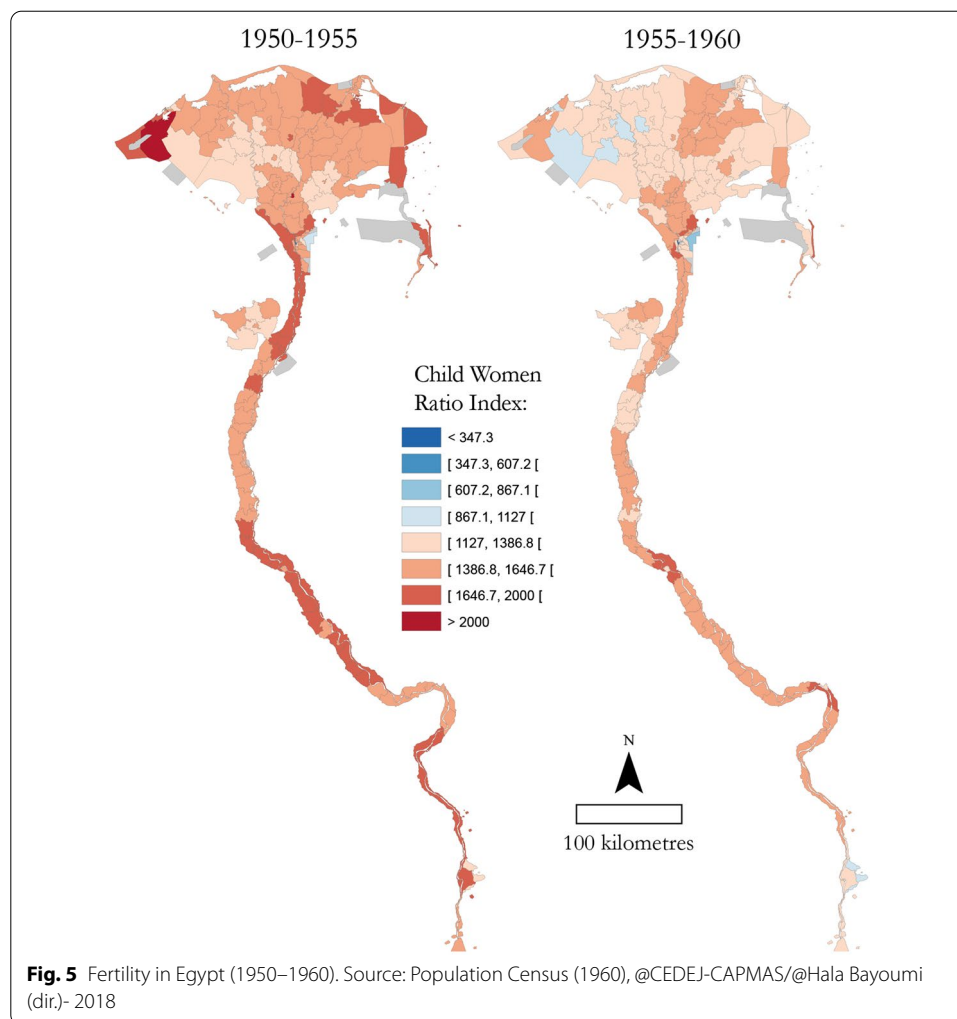 1950-1955
1955-1960
Child Women
Ratio Index:
< 347.3
[ 347.3, 607.2 [
[ 607.2, 867.1 [
[ 867.1, 1127 [
[ 1127, 1386.8 [
[ 1386.8, 1646.7 [
[ 1646.7, 2000 [
> 2000
N
100 kilometres
Fig. 5 Fertility in Egypt (1950–1960). Source: Population Census (1960), @CEDEJ-CAPMAS/@Hala Bayoumi
(dir.)- 2018